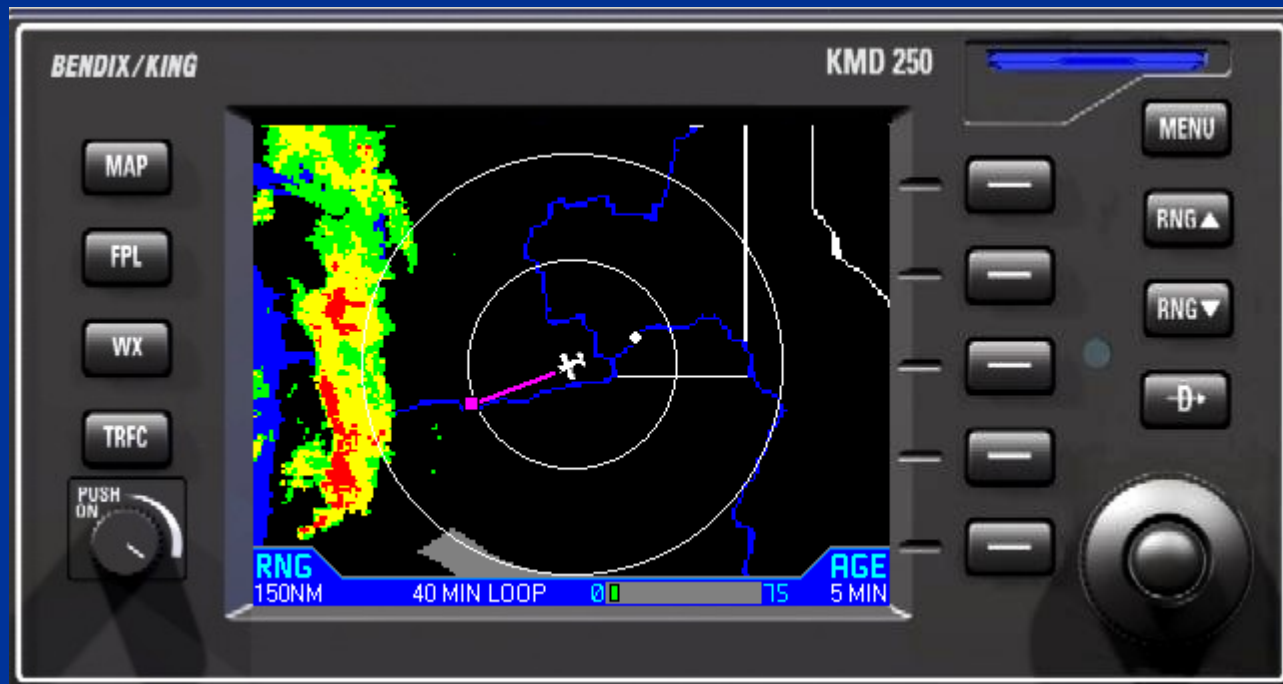 BENDIX/KING
KMD 250
MAP
FPL
WX
TRFC
PUSH
ON
MENU
RNG▲
RNG▼
D
RNG
150NM
40 MIN LOOP
0
75
AGE
5 MIN